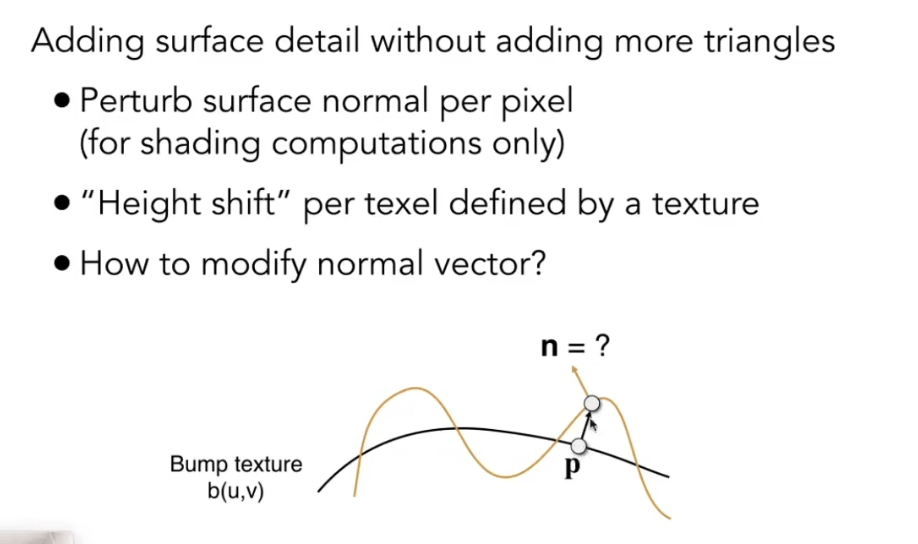 Adding surface detail without adding more triangles
• Perturb surface normal per pixel
(for shading computations only)
• “Height shift” per texel defined by a texture
• How to modify normal vector?
n = ?
p
Bump texture
b(u,v)